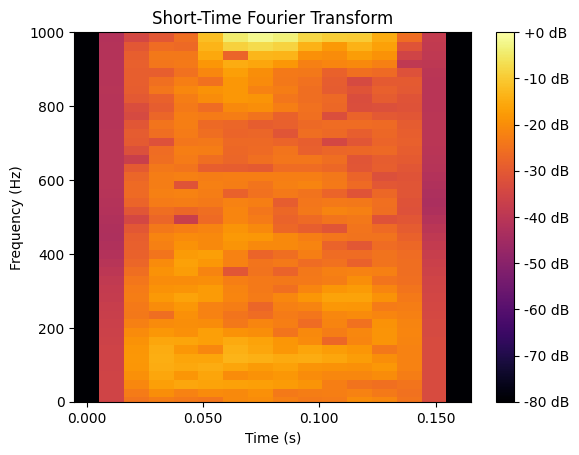 Short-Time Fourier Transform
1000
800
600
400
200
0
Frequency (Hz)
0.000
0.050
0.100
0.150
Time (s)
+0 dB
-10 dB
-20 dB
-30 dB
-40 dB
-50 dB
-60 dB
-70 dB
-80 dB